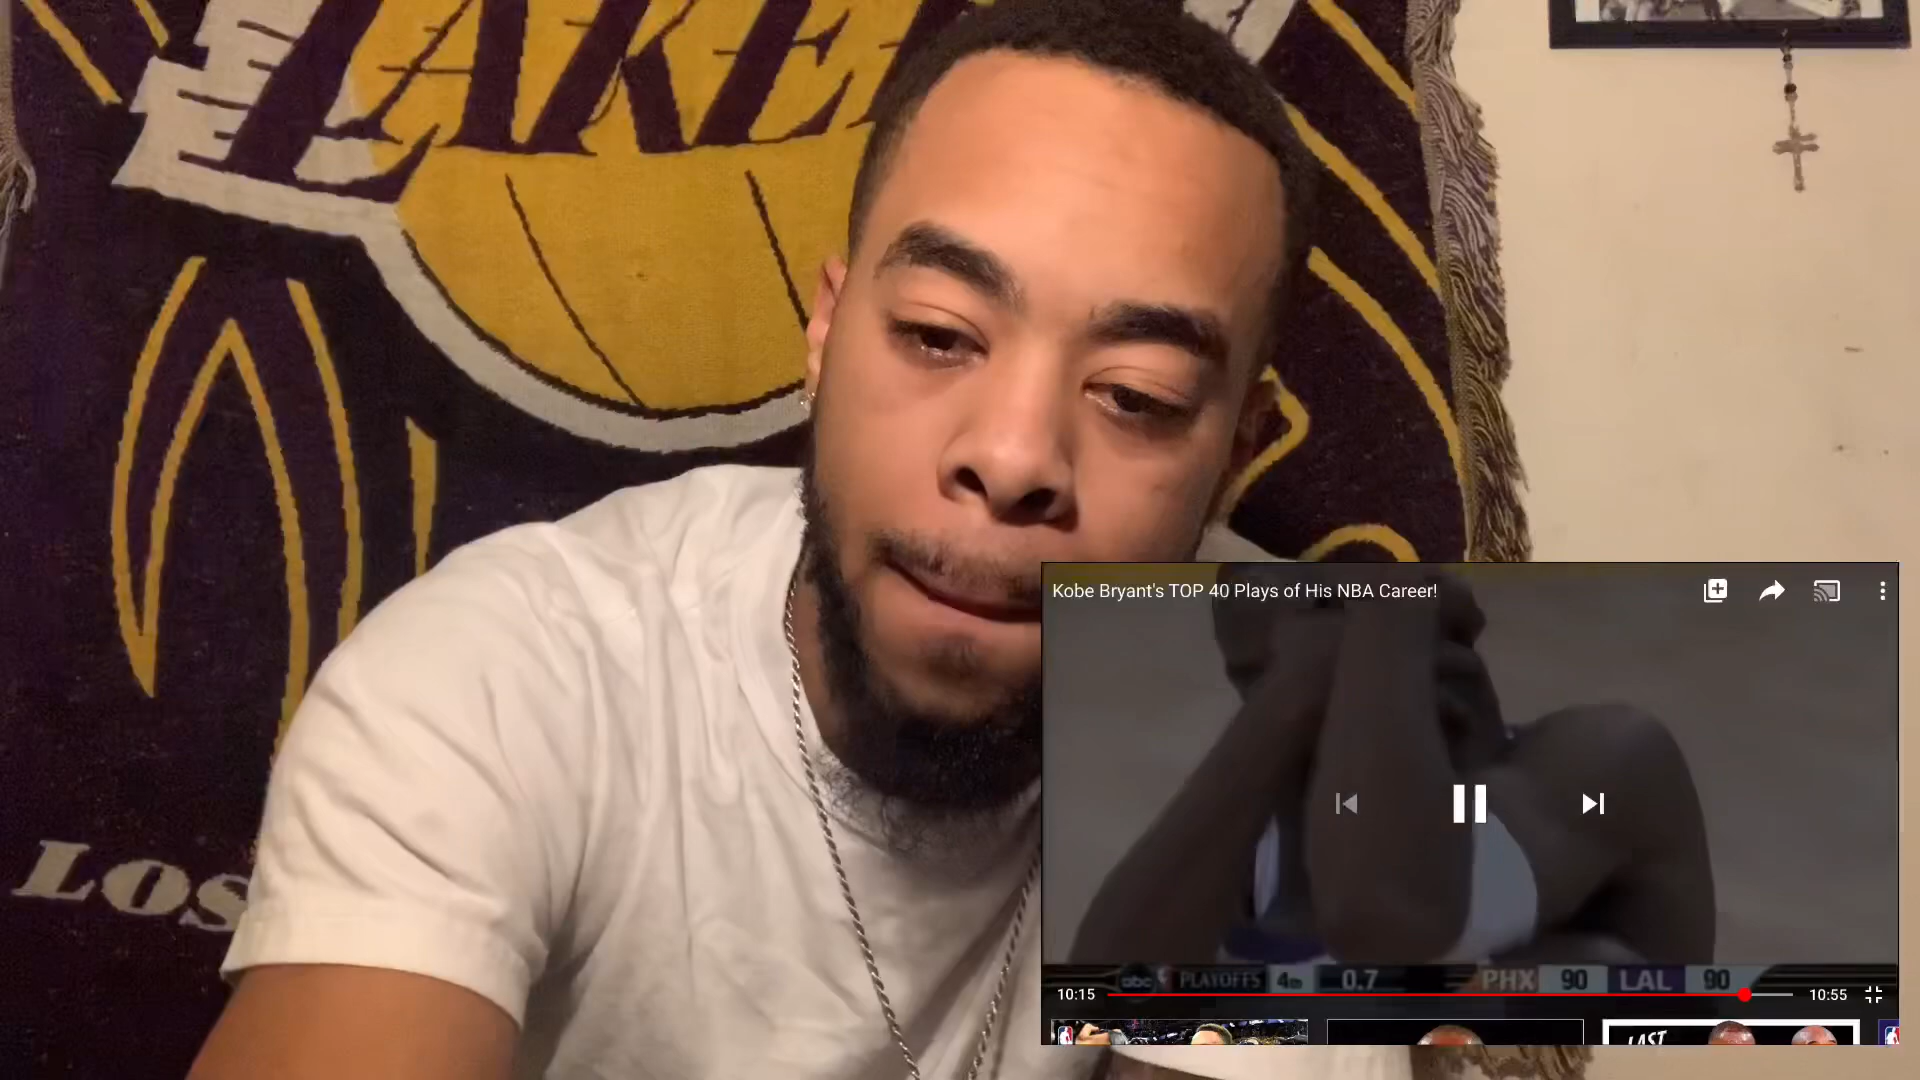 LAKE
LOS
Kobe Bryant's TOP 40 Plays of His NBA Career!
abc PLAYOFFS 4th 0.7 PHX 90 LAL 90
10:15
10:55
LAST